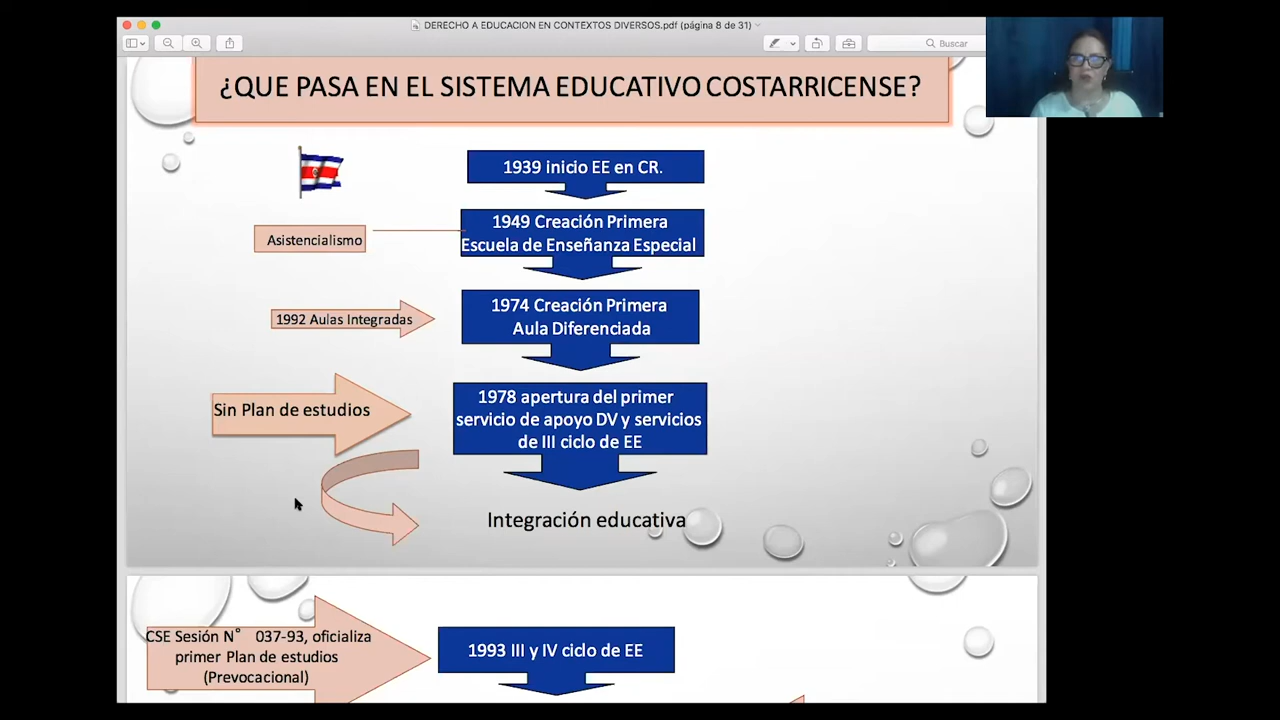 DERECHO A EDUCACION EN CONTEXTOS DIVERSOS.pdf (página 8 de 31)
Buscar
¿QUE PASA EN EL SISTEMA EDUCATIVO COSTARRICENSE?
1939 inicio EE en CR.
1949 Creación Primera
Escuela de Enseñanza Especial
Asistencialismo
1974 Creación Primera
Aula Diferenciada
1992 Aulas Integradas
1978 apertura del primer
servicio de apoyo DV y servicios
de III ciclo de EE
Sin Plan de estudios
Integración educativa
CSE Sesión N° 037-93, oficializa
primer Plan de estudios
(Prevocacional)
1993 III y IV ciclo de EE